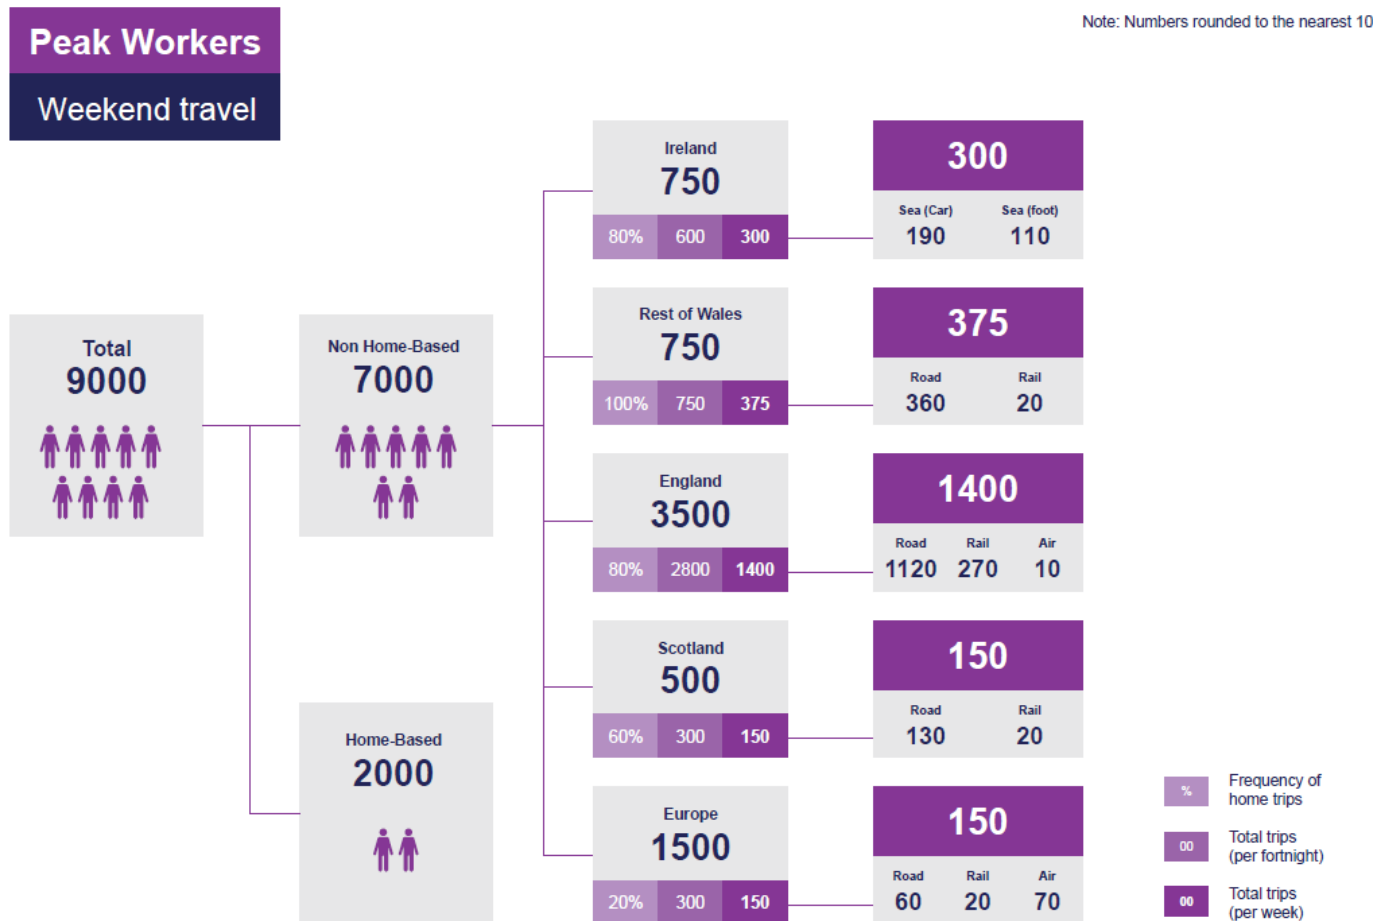 Peak Workers
Weekend travel
Note: Numbers rounded to the nearest 10
Total
9000
Non Home-Based
7000
Home-Based
2000
Ireland
750
80% 600 300
300
Sea (Car) Sea (foot)
190 110
Rest of Wales
750
100% 750 375
375
Road Rail
360 20
England
3500
80% 2800 1400
1400
Road Rail Air
1120 270 10
Scotland
500
60% 300 150
150
Road Rail
130 20
Europe
1500
20% 300 150
150
Road Rail Air
60 20 70
% Frequency of
home trips
00 Total trips
(per fortnight)
00 Total trips
(per week)